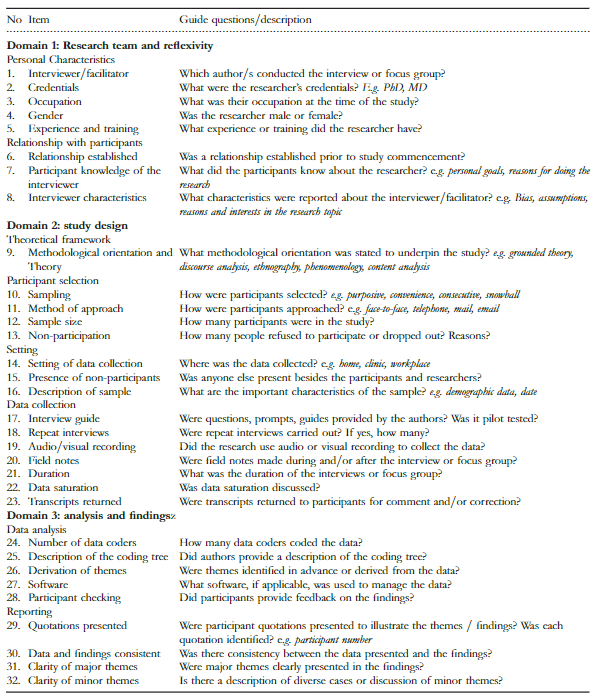 No Item Guide questions/description
Domain 1: Research team and reflexivity
Personal Characteristics
1. Interviewer/facilitator Which author/s conducted the interview or focus group?
2. Credentials What were the researcher's credentials? E.g. PhD, MD
3. Occupation What was their occupation at the time of the study?
4. Gender Was the researcher male or female?
5. Experience and training What experience or training did the researcher have?
Relationship with participants
6. Relationship established Was a relationship established prior to study commencement?
7. Participant knowledge of the What did the participants know about the researcher? e.g. personal goals, reasons for doing the
interviewer research
8. Interviewer characteristics What characteristics were reported about the interviewer/facilitator? e.g. Bias, assumptions,
reasons and interests in the research topic
Domain 2: study design
Theoretical framework
9. Methodological orientation and What methodological orientation was stated to underpin the study? e.g. grounded theory,
Theory discourse analysis, ethnography, phenomenology, content analysis
Participant selection
10. Sampling How were participants selected? e.g. purposive, convenience, consecutive, snowball
11. Method of approach How were participants approached? e.g. face-to-face, telephone, mail, email
12. Sample size How many participants were in the study?
13. Non-participation How many people refused to participate or dropped out? Reasons?
Setting
14. Setting of data collection Where was the data collected? e.g. home, clinic, workplace
15. Presence of non-participants Was anyone else present besides the participants and researchers?
16. Description of sample What are the important characteristics of the sample? e.g. demographic data, date
Data collection
17. Interview guide Were questions, prompts, guides provided by the authors? Was it pilot tested?
18. Repeat interviews Were repeat interviews carried out? If yes, how many?
19. Audio/visual recording Did the research use audio or visual recording to collect the data?
20. Field notes Were field notes made during and/or after the interview or focus group?
21. Duration What was the duration of the interviews or focus group?
22. Data saturation Was data saturation discussed?
23. Transcripts returned Were transcripts returned to participants for comment and/or correction?
Domain 3: analysis and findingsz
Data analysis
24. Number of data coders How many data coders coded the data?
25. Description of the coding tree Did authors provide a description of the coding tree?
26. Derivation of themes Were themes identified in advance or derived from the data?
27. Software What software, if applicable, was used to manage the data?
28. Participant checking Did participants provide feedback on the findings?
Reporting
29. Quotations presented Were participant quotations presented to illustrate the themes / findings? Was each
quotation identified? e.g. participant number
30. Data and findings consistent Was there consistency between the data presented and the findings?
31. Clarity of major themes Were major themes clearly presented in the findings?
32. Clarity of minor themes Is there a description of diverse cases or discussion of minor themes?